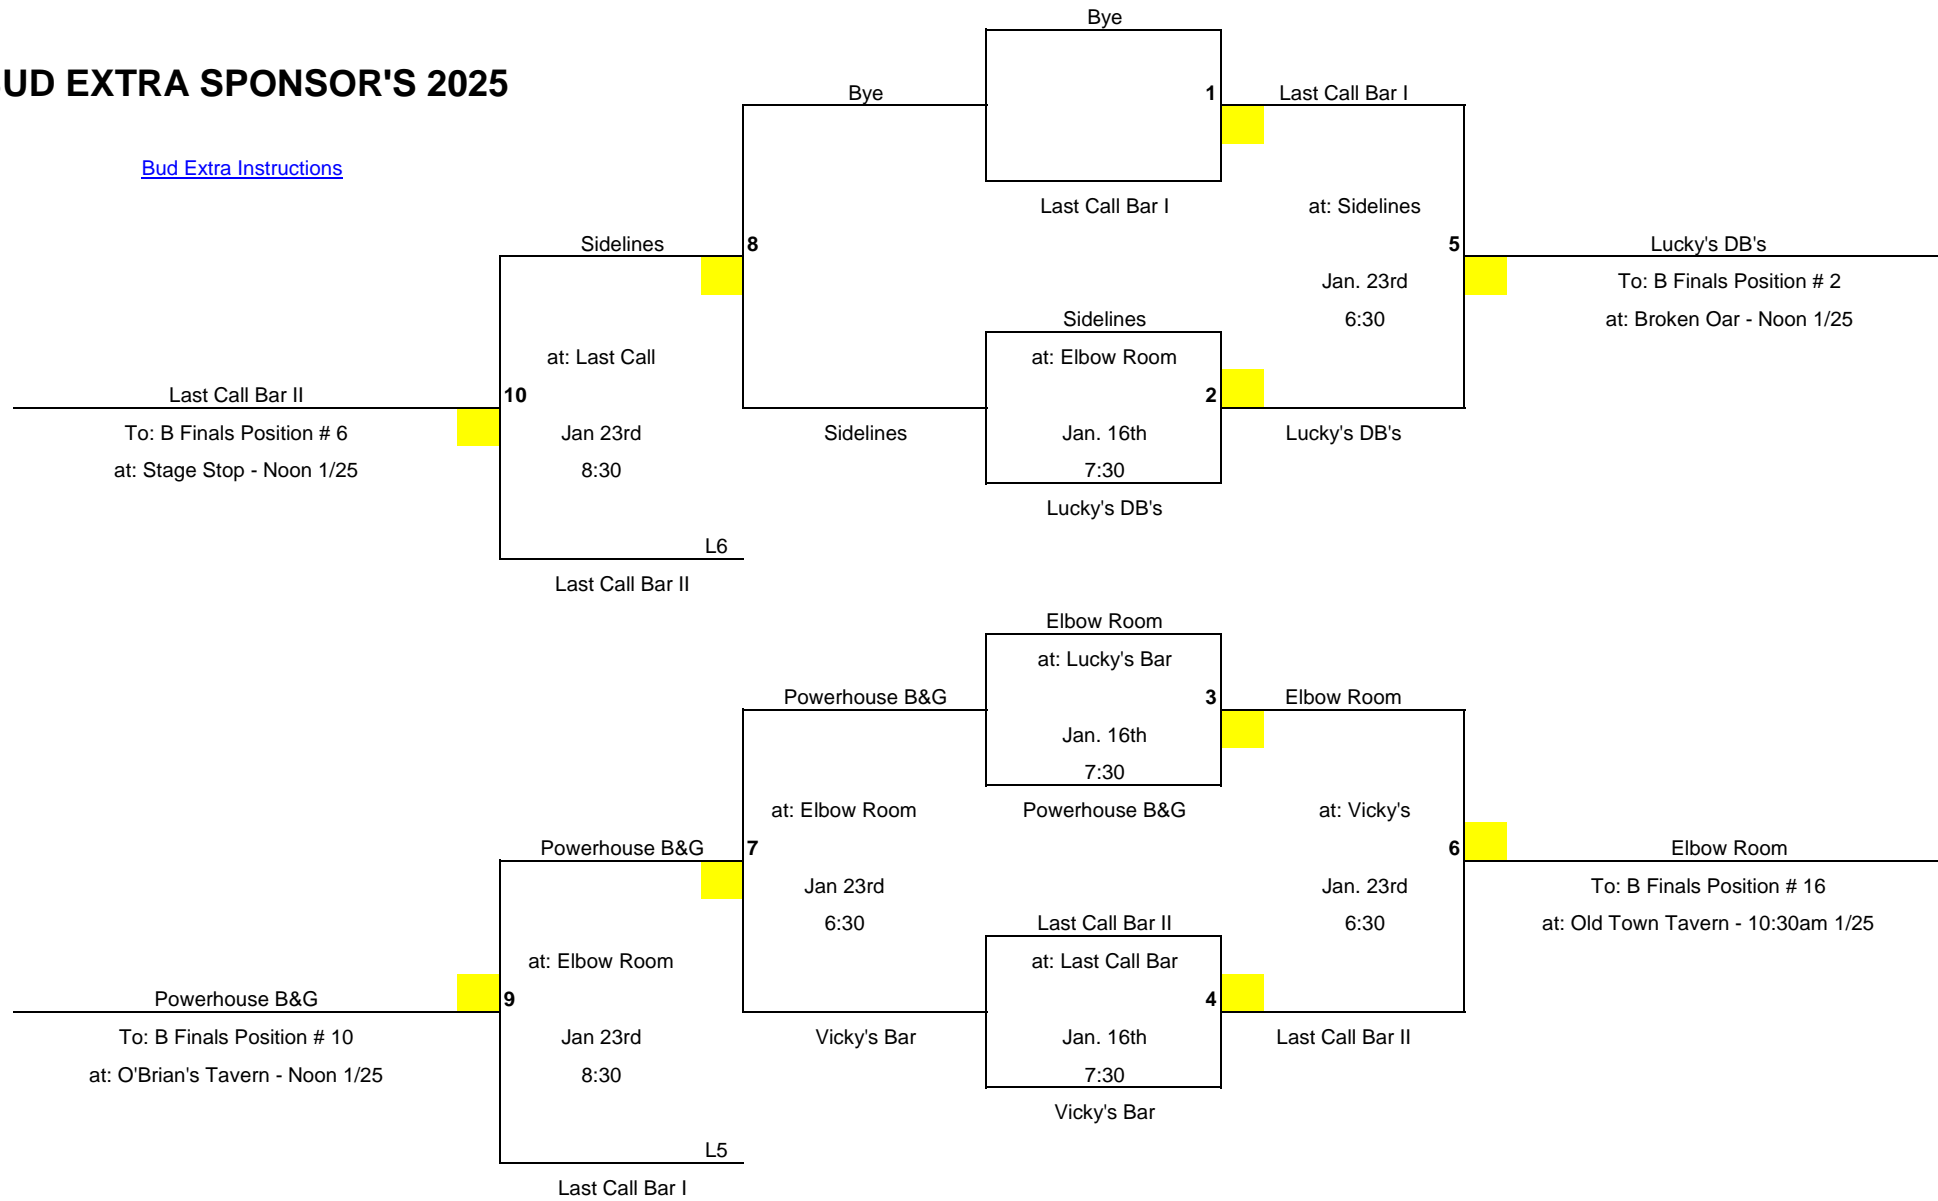 Bye
UD EXTRA SPONSOR'S 2025
Bye
1
Last Call Bar I
Bud Extra Instructions
Last Call Bar I
at: Sidelines
Sidelines
8
5
Lucky's DB's
Jan. 23rd
To: B Finals Position # 2
Sidelines
6:30
at: Broken Oar - Noon 1/25
at: Last Call
at: Elbow Room
Last Call Bar II
10
2
To: B Finals Position # 6
Jan 23rd
Sidelines
Jan. 16th
Lucky's DB's
at: Stage Stop - Noon 1/25
8:30
7:30
Lucky's DB's
L6
Last Call Bar II
Elbow Room
at: Lucky's Bar
Powerhouse B&G
3
Elbow Room
Jan. 16th
7:30
at: Elbow Room
Powerhouse B&G
at: Vicky's
Powerhouse B&G
7
6
Elbow Room
Jan 23rd
Jan. 23rd
To: B Finals Position # 16
6:30
Last Call Bar II
6:30
at: Old Town Tavern - 10:30am 1/25
at: Elbow Room
at: Last Call Bar
Powerhouse B&G
9
4
To: B Finals Position # 10
Jan 23rd
Vicky's Bar
Jan. 16th
Last Call Bar II
at: O'Brian's Tavern - Noon 1/25
8:30
7:30
Vicky's Bar
L5
Last Call Bar I